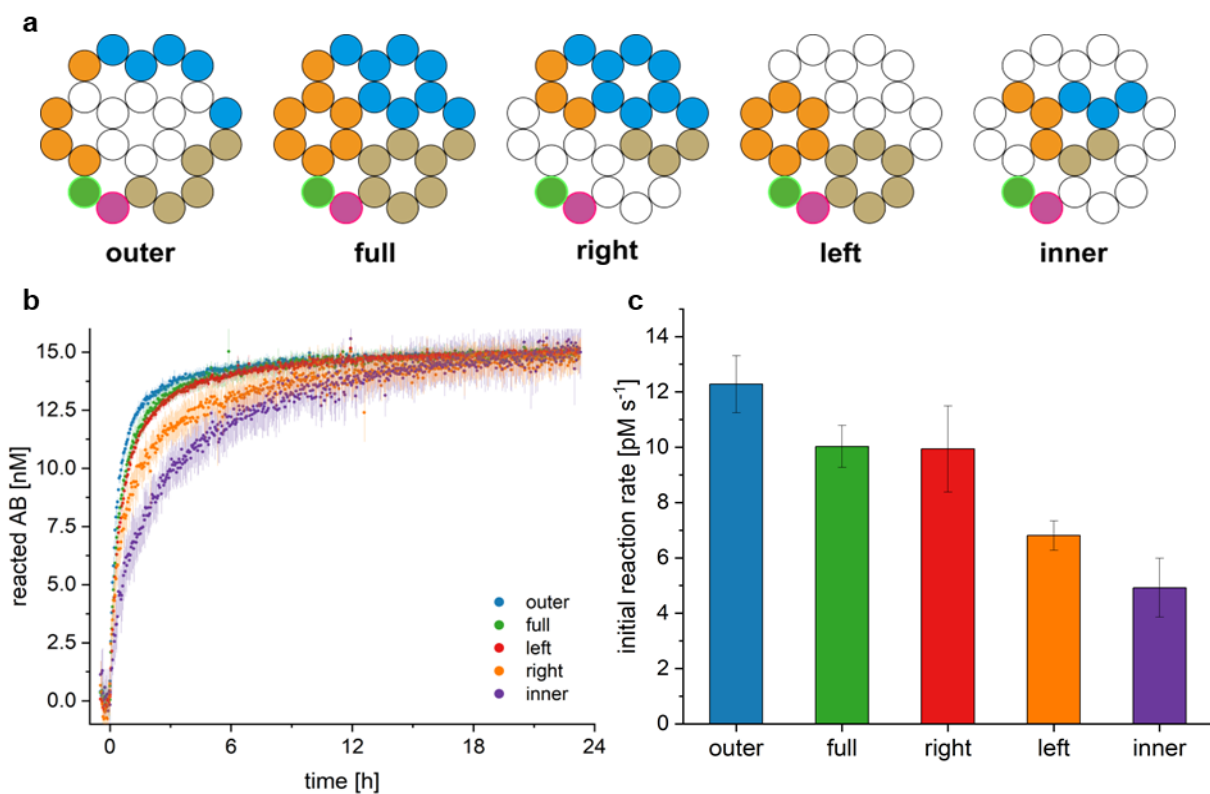 a
outer full right left inner
b
reacted AB [nM]
15.0
12.5
10.0
7.5
5.0
2.5
0.0
outer
full
left
right
inner
0 6 12 18 24
time [h]
c
initial reaction rate [pM s⁻¹]
14
12
10
8
6
4
2
0
outer full right left inner